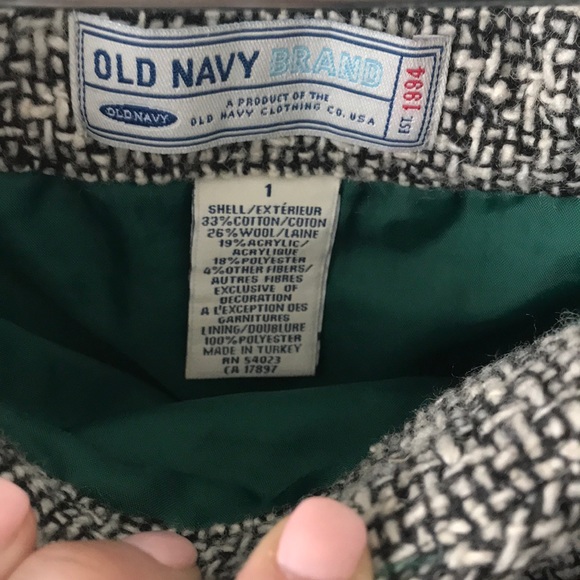 OLD NAVY BRAND
OLD NAVY
A PRODUCT OF THE
OLD NAVY CLOTHING CO. USA
EST. 1994
1
SHELL/EXTÉRIEUR
33%COTTON/COTON
26%WOOL/LAINE
19%ACRYLIC/
ACRYLIQUE
18%POLYESTER
4%OTHER FIBERS/
AUTRES FIBRES
EXCLUSIVE OF
DECORATION
A L'EXCEPTION DES
GARNITURES
LINING/DOUBLURE
100%POLYESTER
MADE IN TURKEY
RN 54023
CA 17897